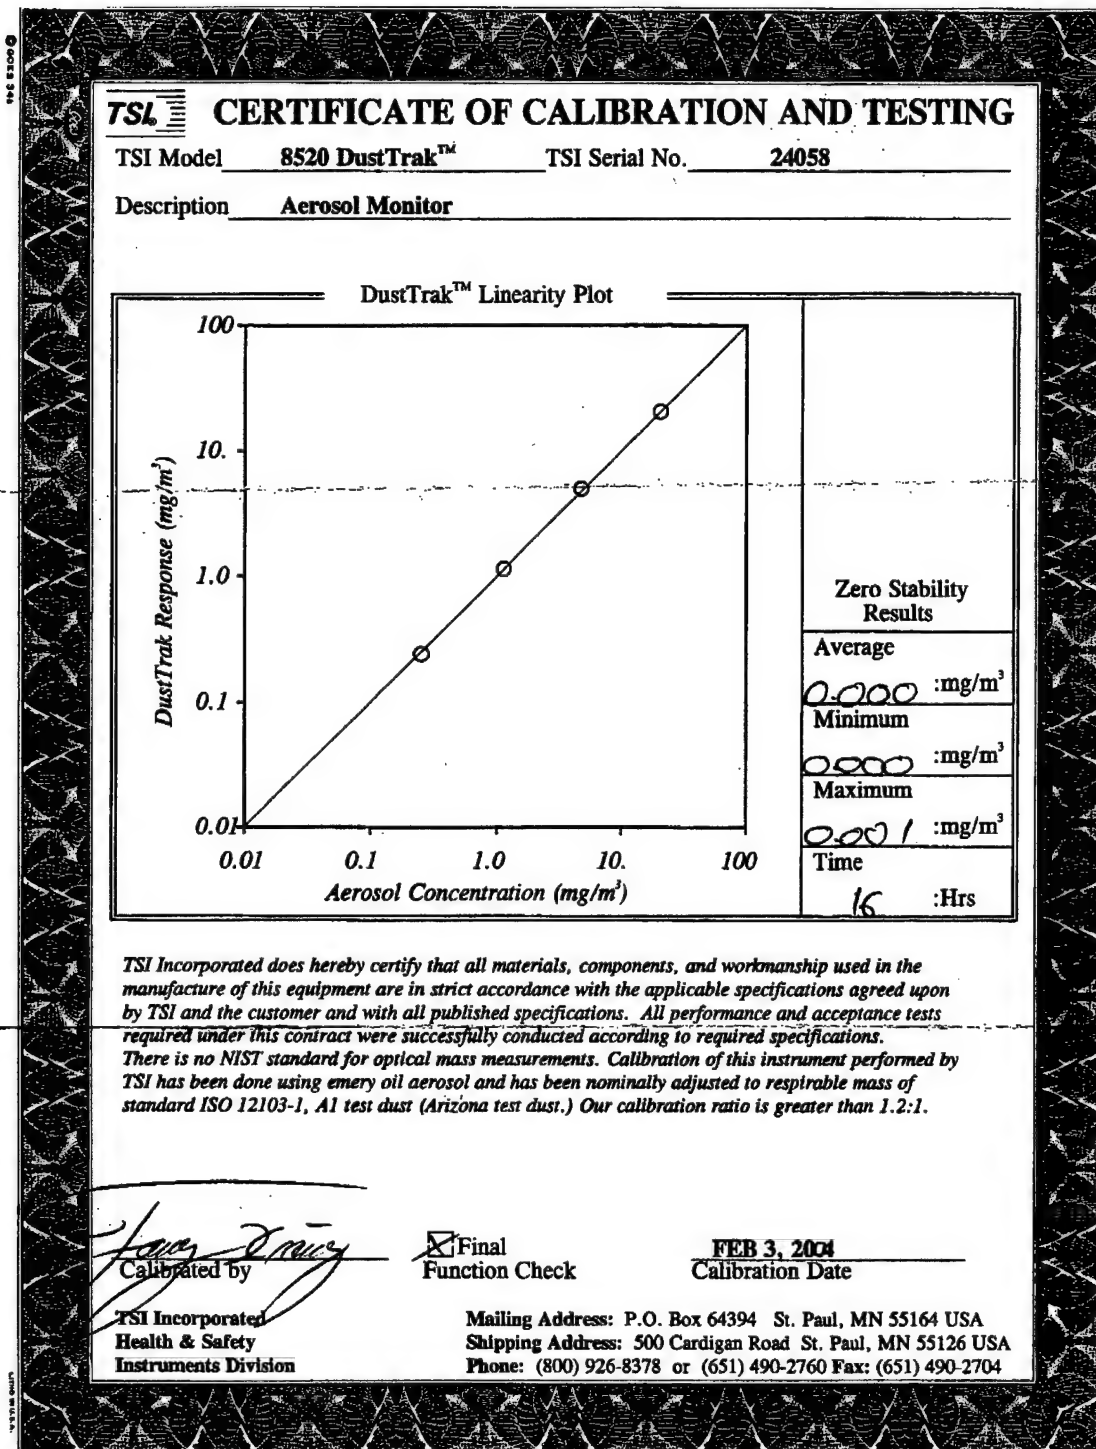 © GOES 344
TSI
CERTIFICATE OF CALIBRATION AND TESTING
TSI Model 8520 DustTrak™ TSI Serial No. 24058
Description Aerosol Monitor
DustTrak™ Linearity Plot
100
10.
1.0
0.1
0.01
DustTrak Response (mg/m³)
0.01 0.1 1.0 10. 100
Aerosol Concentration (mg/m³)
Zero Stability
Results
Average
0.000 :mg/m³
Minimum
0.000 :mg/m³
Maximum
0.001 :mg/m³
Time
16 :Hrs
TSI Incorporated does hereby certify that all materials, components, and workmanship used in the
manufacture of this equipment are in strict accordance with the applicable specifications agreed upon
by TSI and the customer and with all published specifications. All performance and acceptance tests
required under this contract were successfully conducted according to required specifications.
There is no NIST standard for optical mass measurements. Calibration of this instrument performed by
TSI has been done using emery oil aerosol and has been nominally adjusted to respirable mass of
standard ISO 12103-1, A1 test dust (Arizona test dust.) Our calibration ratio is greater than 1.2:1.
Final
FEB 3, 2004
Calibrated by
Function Check
Calibration Date
TSI Incorporated
Health & Safety
Instruments Division
Mailing Address: P.O. Box 64394 St. Paul, MN 55164 USA
Shipping Address: 500 Cardigan Road St. Paul, MN 55126 USA
Phone: (800) 926-8378 or (651) 490-2760 Fax: (651) 490-2704
LITHO IN U.S.A.